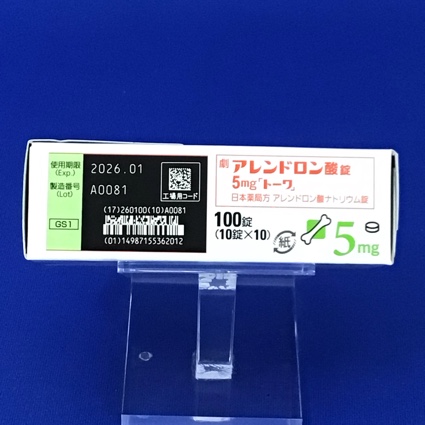 使用期限
(Exp.)
2026.01
製造番号
(Lot)
A0081
工場用コード
GS1
(17)260100(10)A0081
(01)14987155362012
劇 アレンドロン酸錠
5mg「トーワ」
日本薬局方 アレンドロン酸ナトリウム錠
100錠
(10錠×10)
紙
5mg